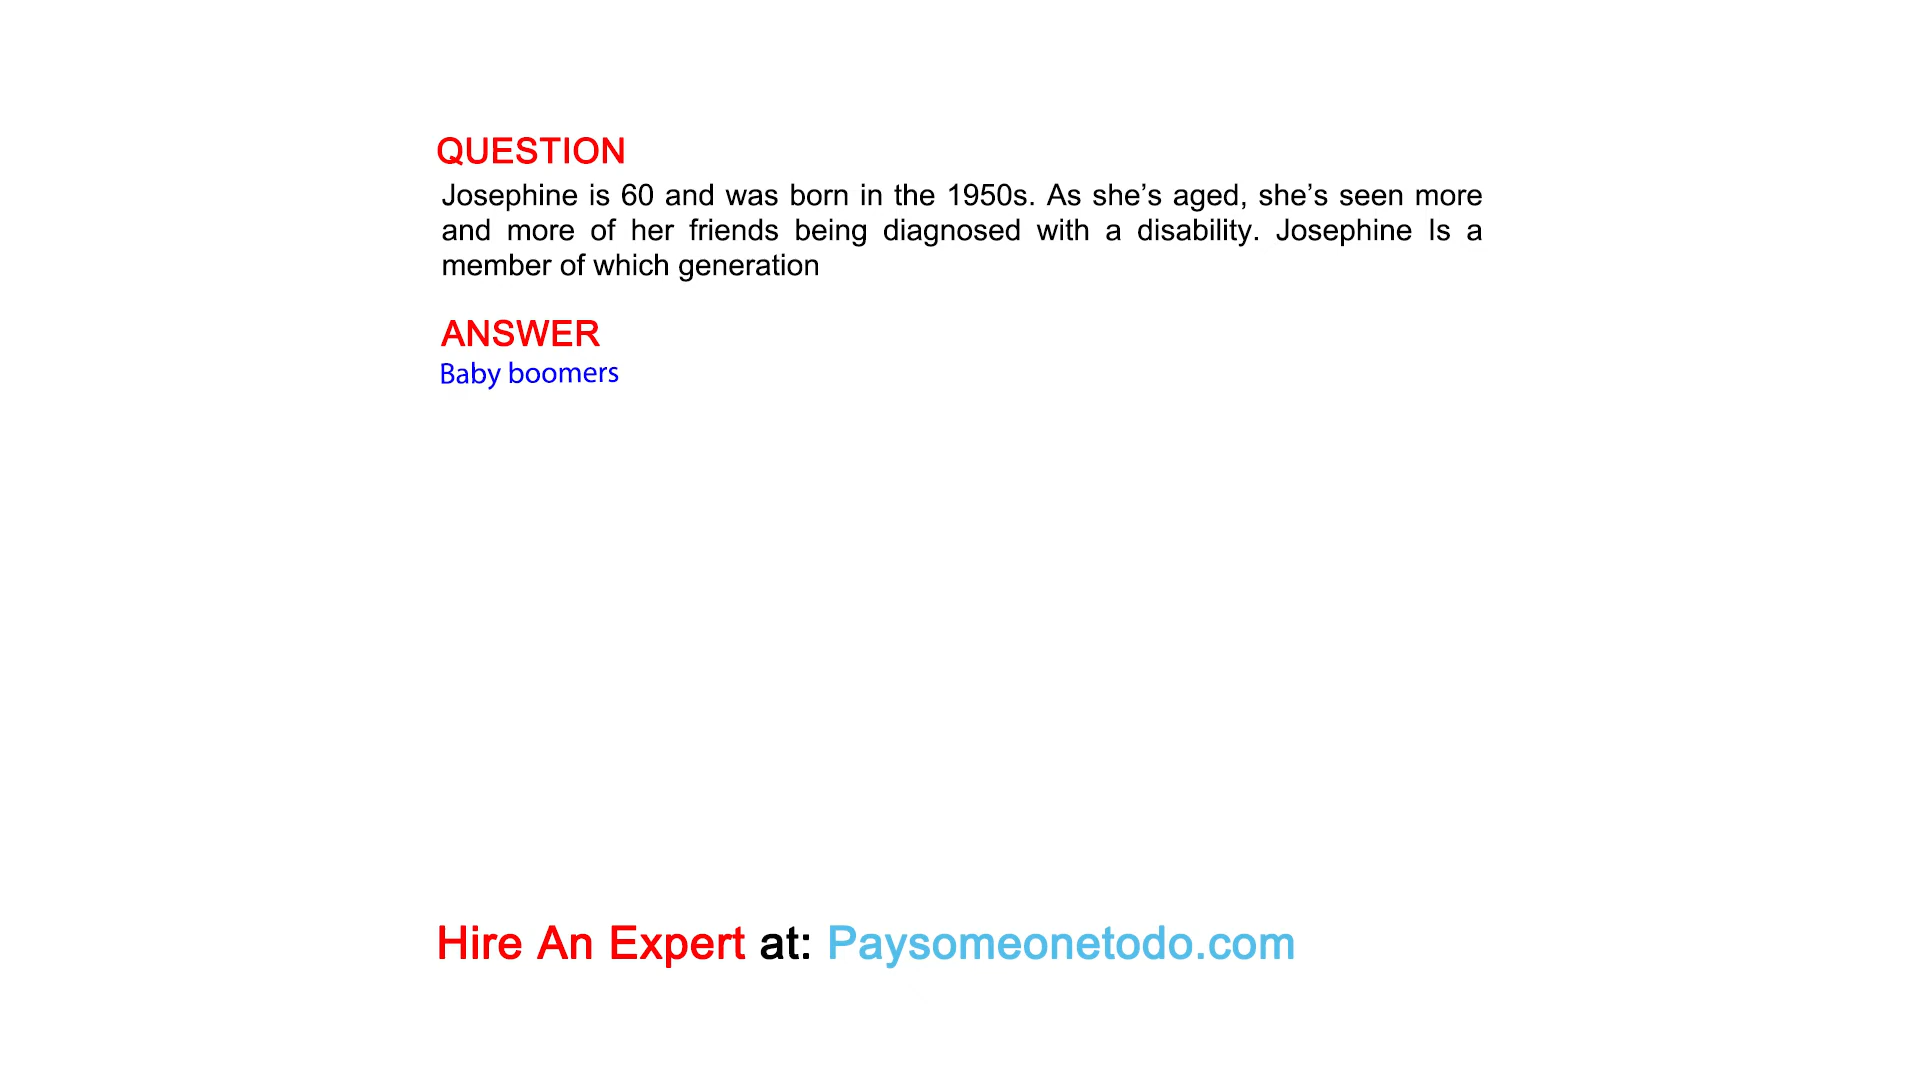 QUESTION
Josephine is 60 and was born in the 1950s. As she’s aged, she’s seen more
and more of her friends being diagnosed with a disability. Josephine Is a
member of which generation
ANSWER
Baby boomers
Hire An Expert at: Paysomeonetodo.com